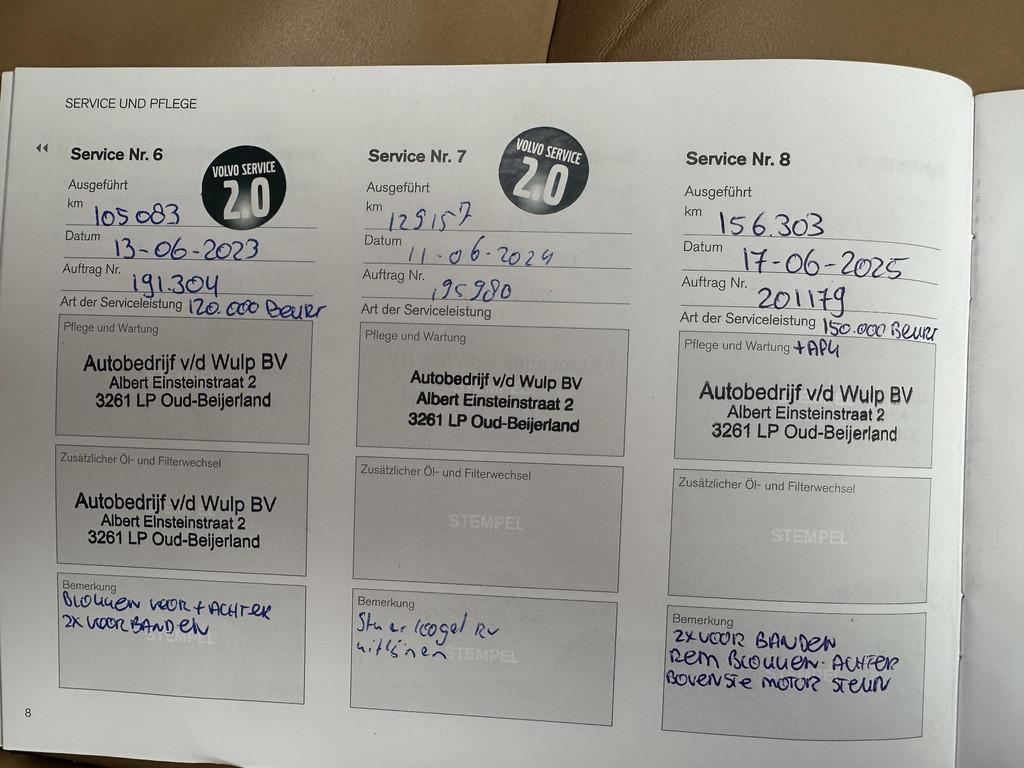 SERVICE UND PFLEGE
Service Nr. 6
VOLVO SERVICE
2.0
Ausgeführt
km 105083
Datum 13-06-2023
Auftrag Nr. 191.304
Art der Serviceleistung 120.000 Beurt
Pflege und Wartung
Autobedrijf v/d Wulp BV
Albert Einsteinstraat 2
3261 LP Oud-Beijerland
Zusätzlicher Öl- und Filterwechsel
Autobedrijf v/d Wulp BV
Albert Einsteinstraat 2
3261 LP Oud-Beijerland
Bemerkung
BLOKKEN VOOR + ACHTER
2X VOORBANDEN
STEMPEL
Service Nr. 7
VOLVO SERVICE
2.0
Ausgeführt
km 129157
Datum 11-06-2024
Auftrag Nr. 195980
Art der Serviceleistung
Pflege und Wartung
Autobedrijf v/d Wulp BV
Albert Einsteinstraat 2
3261 LP Oud-Beijerland
Zusätzlicher Öl- und Filterwechsel
STEMPEL
Bemerkung
Stuurkogel RV
uitlijnen
STEMPEL
Service Nr. 8
Ausgeführt
km 156.303
Datum 17-06-2025
Auftrag Nr. 201179
Art der Serviceleistung 150.000 Beurt
Pflege und Wartung + APK
Autobedrijf v/d Wulp BV
Albert Einsteinstraat 2
3261 LP Oud-Beijerland
Zusätzlicher Öl- und Filterwechsel
STEMPEL
Bemerkung
2X VOOR BANDEN
REM BLOKKEN. ACHTER
BOVENSTE MOTOR STEUN
8